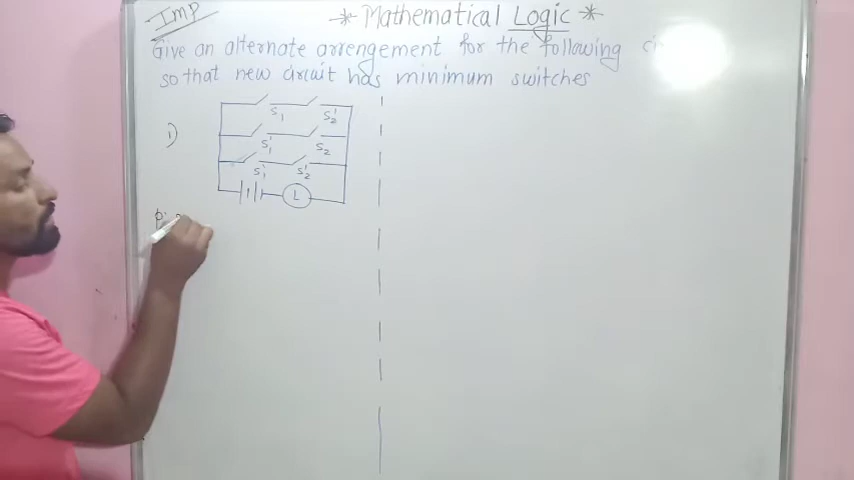 IMP
* Mathematical Logic *
Give an alternate arrangement for the following
so that new circuit has minimum switches
1)
S1 S2'
S1' S2
S1' S2'
L
p: